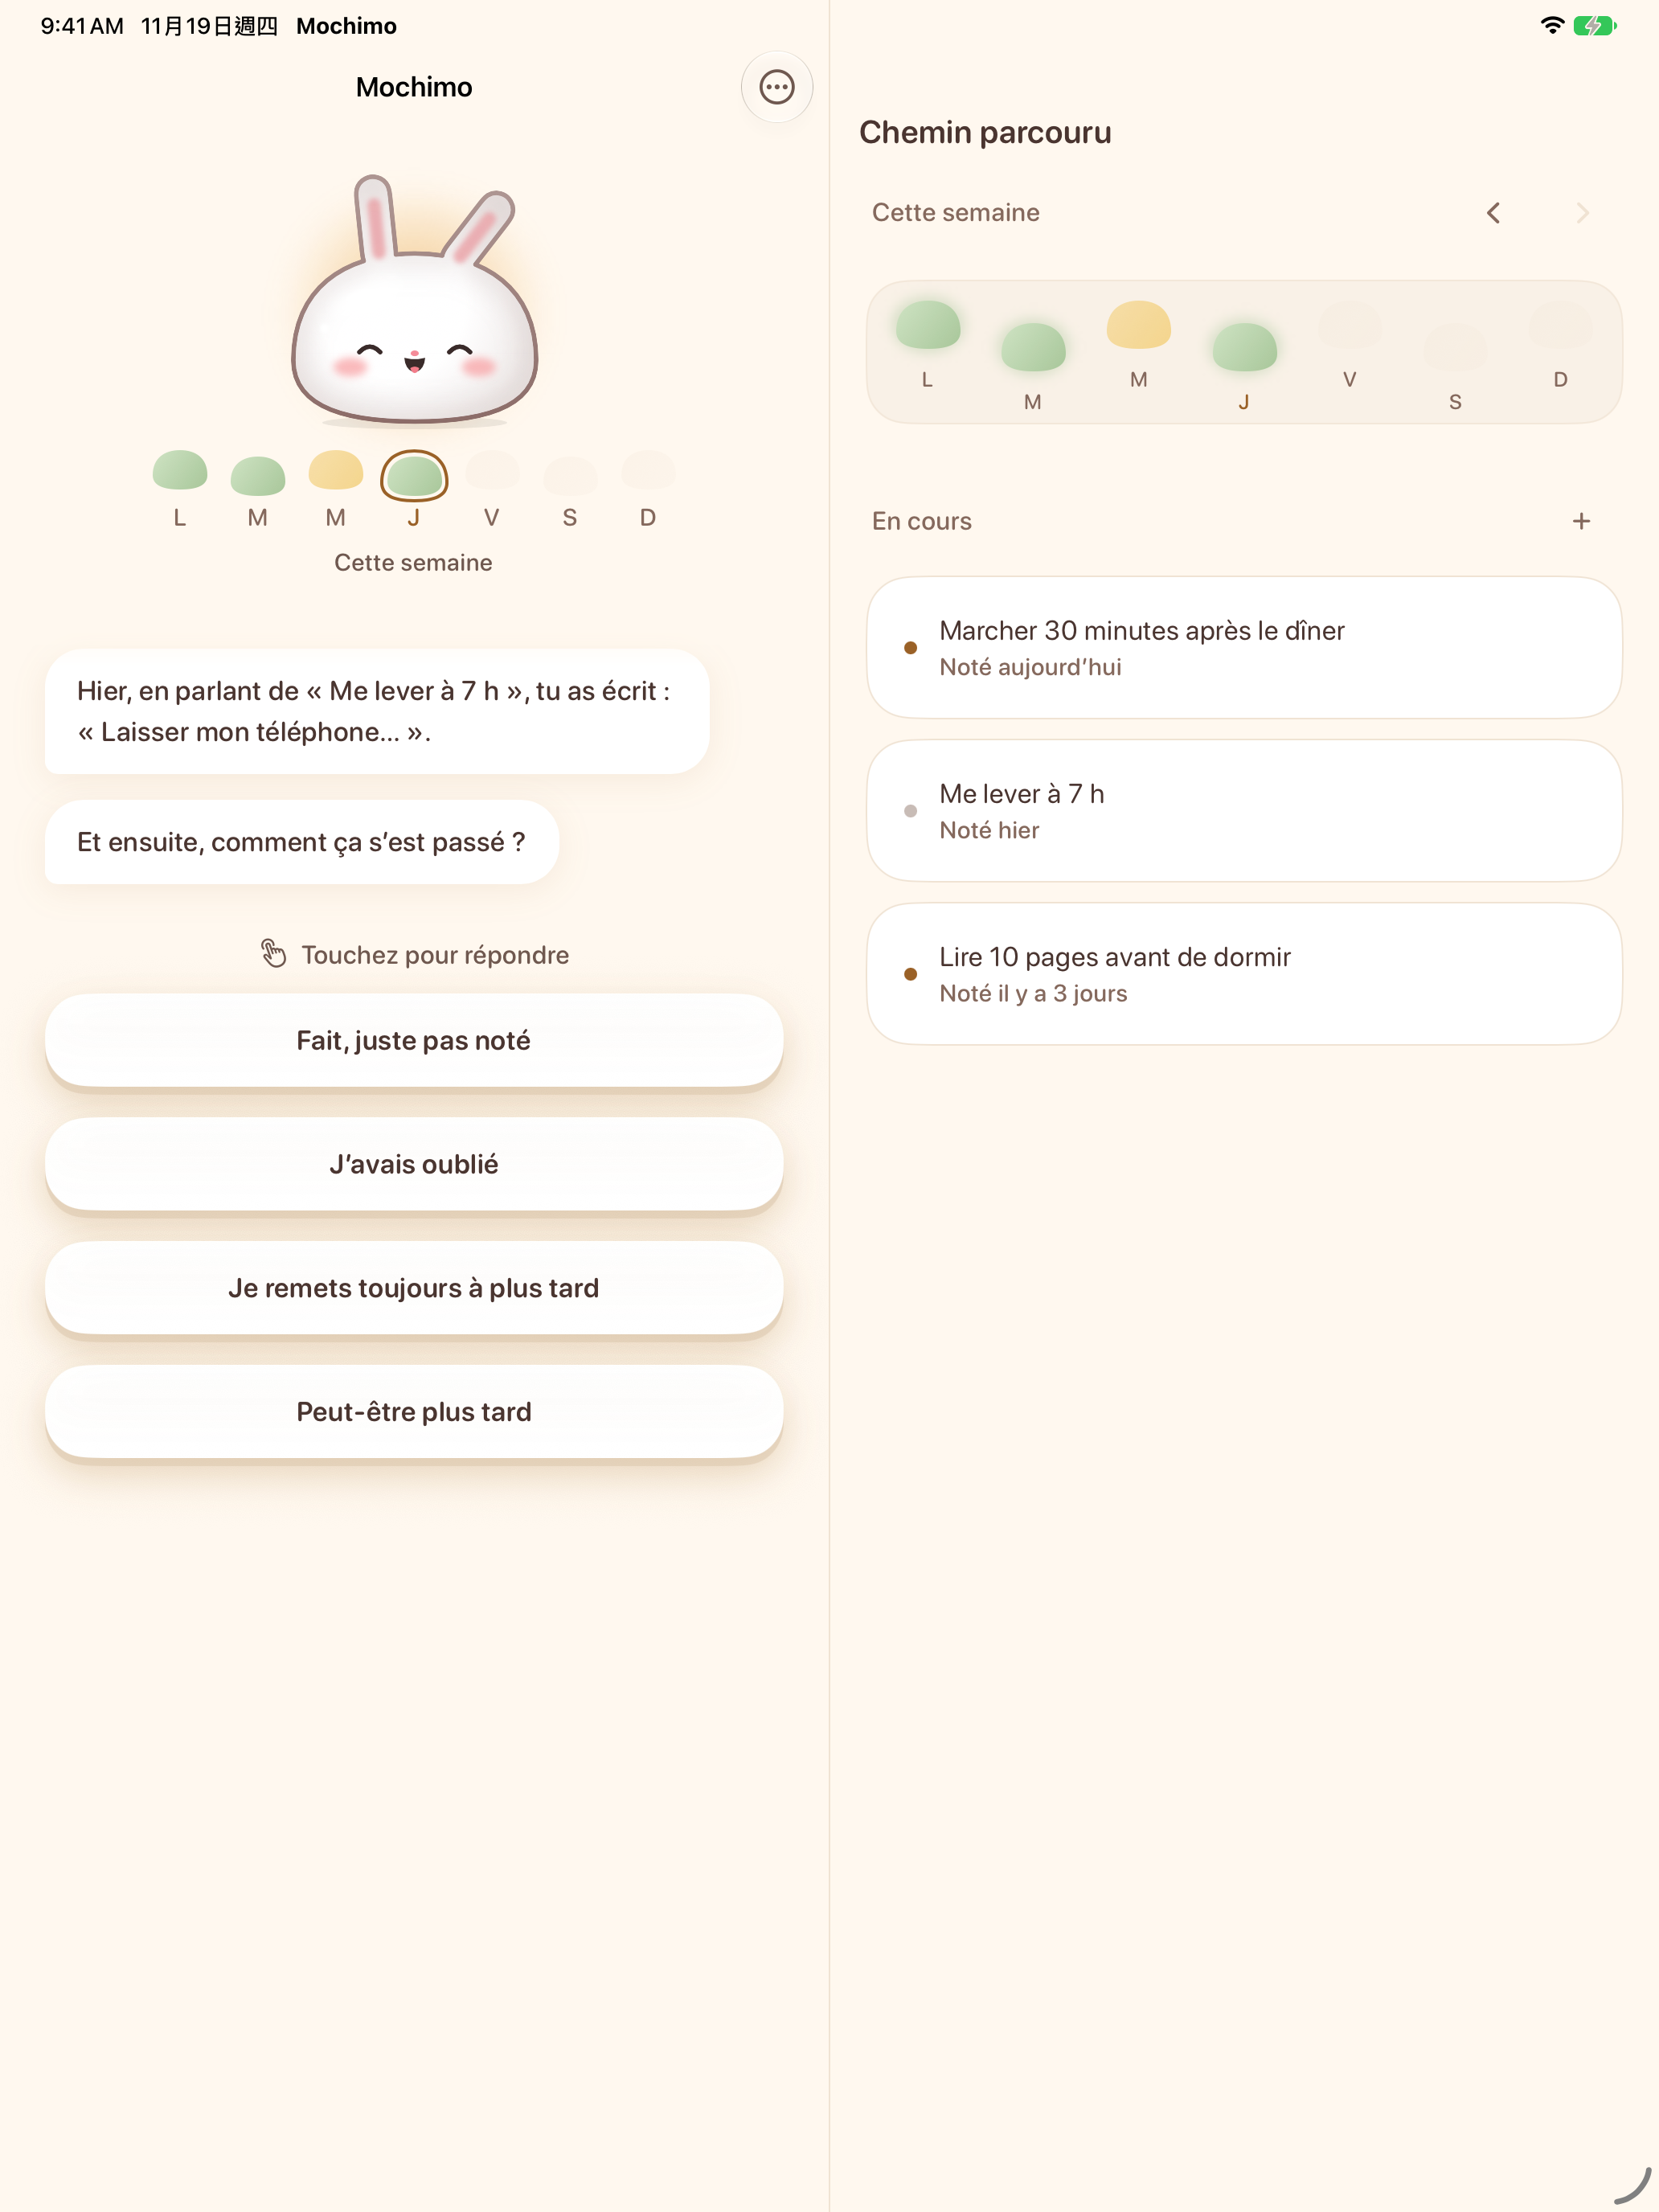 9:41 AM 11月19日週四 Mochimo
Mochimo
L M M J V S D
Cette semaine
Hier, en parlant de « Me lever à 7 h », tu as écrit :
« Laisser mon téléphone… ».
Et ensuite, comment ça s’est passé ?
Touchez pour répondre
Fait, juste pas noté
J’avais oublié
Je remets toujours à plus tard
Peut-être plus tard
Chemin parcouru
Cette semaine
L M M J V S D
En cours
Marcher 30 minutes après le dîner
Noté aujourd’hui
Me lever à 7 h
Noté hier
Lire 10 pages avant de dormir
Noté il y a 3 jours